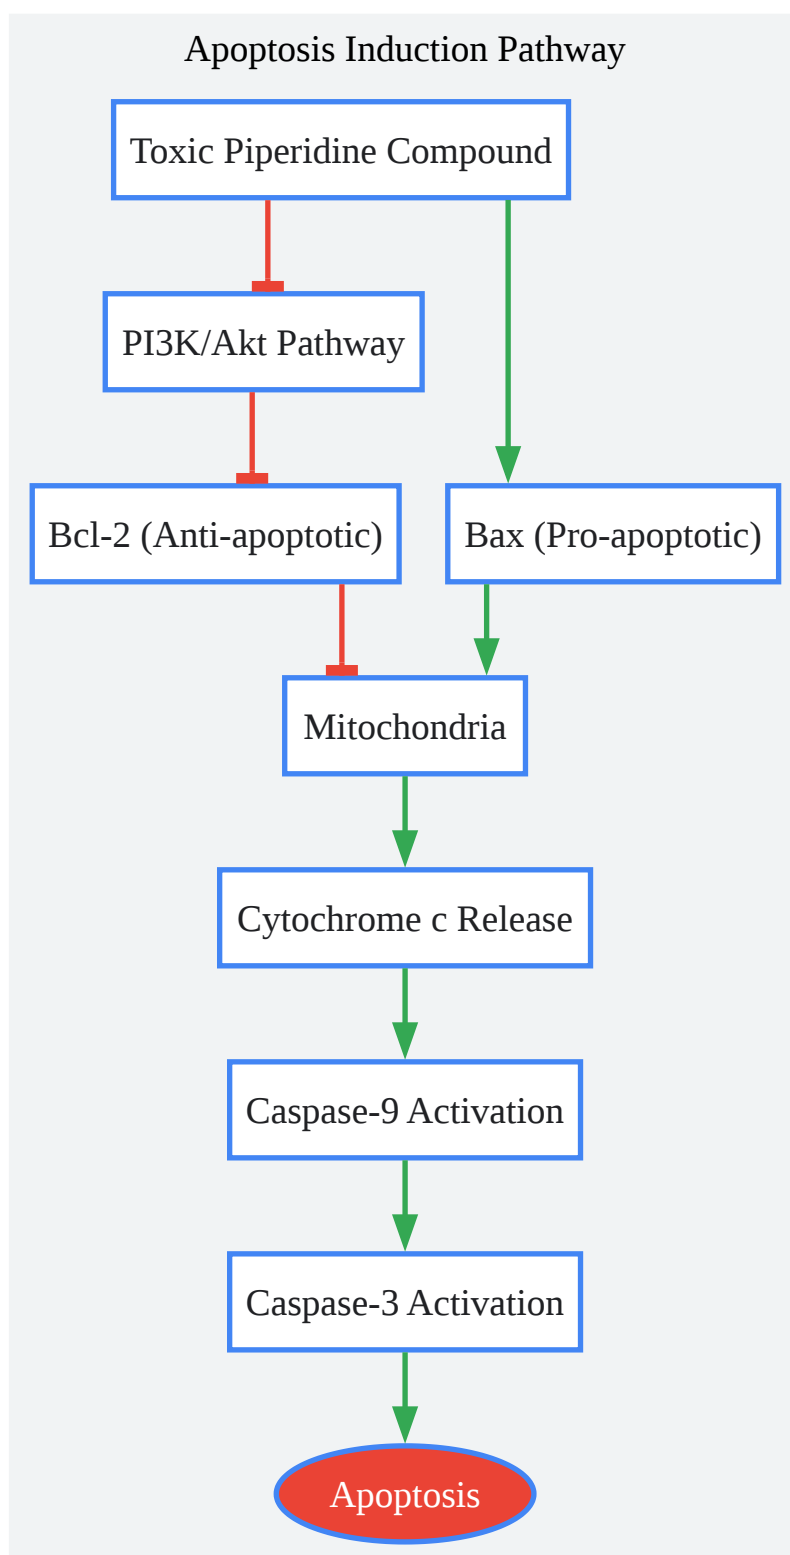 Apoptosis Induction Pathway
Toxic Piperidine Compound
PI3K/Akt Pathway
Bcl-2 (Anti-apoptotic)
Bax (Pro-apoptotic)
Mitochondria
Cytochrome c Release
Caspase-9 Activation
Caspase-3 Activation
Apoptosis